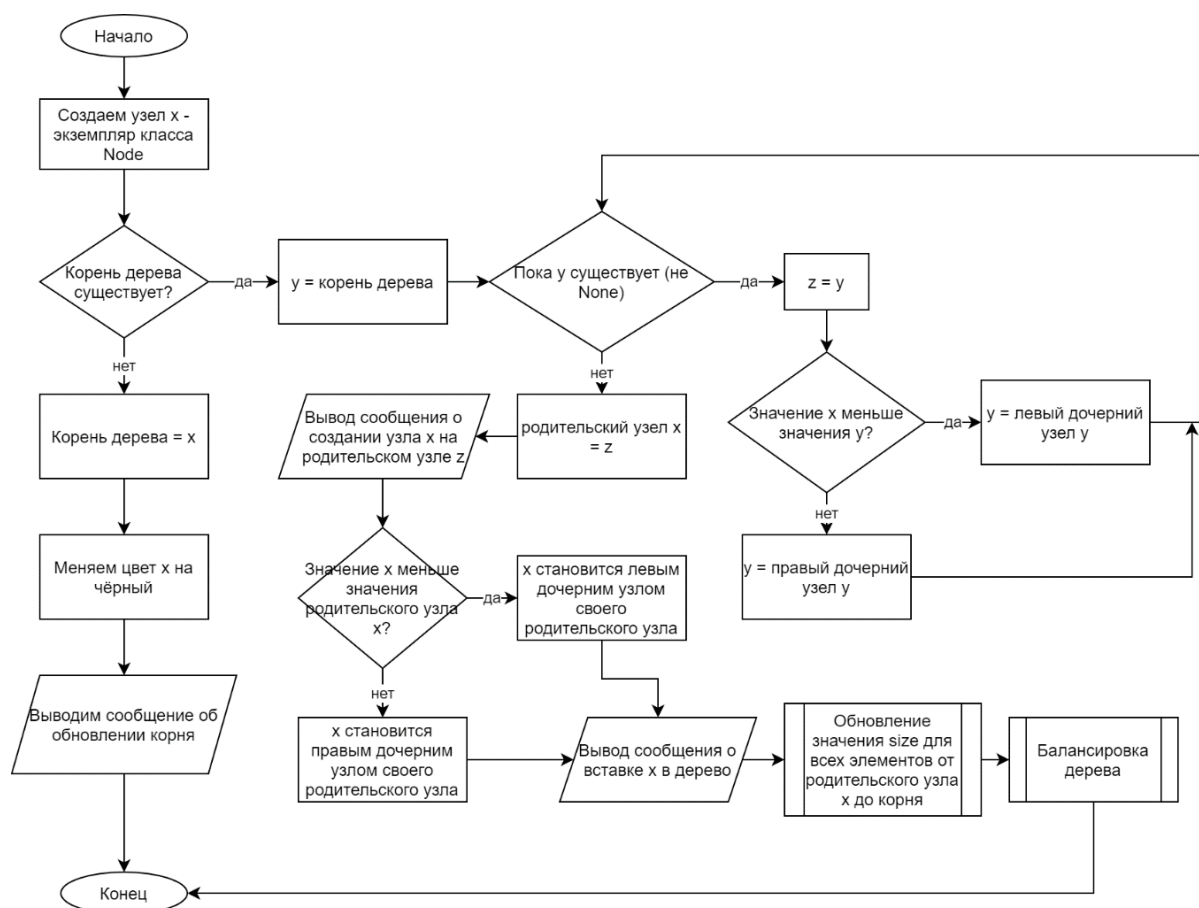 Начало
Создаем узел x -
экземпляр класса
Node
Корень дерева
существует?
да
y = корень дерева
Пока y существует (не
None)
да
z = y
нет
Корень дерева = x
Меняем цвет x на
чёрный
Выводим сообщение об
обновлении корня
нет
родительский узел x
= z
Вывод сообщения о
создании узла x на
родительском узле z
Значение x меньше
значения y?
да
y = левый дочерний
узел y
нет
y = правый дочерний
узел y
Значение x меньше
значения
родительского узла
x?
да
x становится левым
дочерним узлом
своего
родительского узла
нет
x становится
правым дочерним
узлом своего
родительского узла
Вывод сообщения о
вставке x в дерево
Обновление
значения size для
всех элементов от
родительского узла
x до корня
Балансировка
дерева
Конец